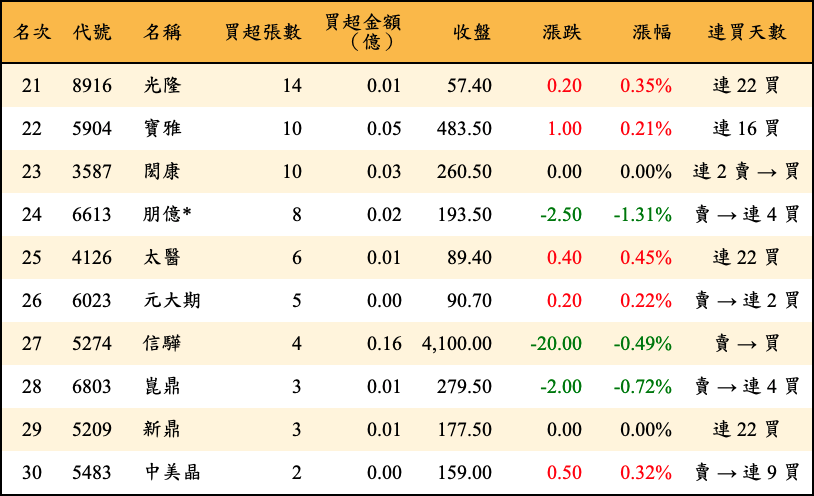 名次 代號 名稱 買超張數 買超金額（億） 收盤 漲跌 漲幅 連買天數
21 8916 光隆 14 0.01 57.40 0.20 0.35% 連 22 買
22 5904 寶雅 10 0.05 483.50 1.00 0.21% 連 16 買
23 3587 閎康 10 0.03 260.50 0.00 0.00% 連 2 賣 → 買
24 6613 朋億* 8 0.02 193.50 -2.50 -1.31% 賣 → 連 4 買
25 4126 太醫 6 0.01 89.40 0.40 0.45% 連 22 買
26 6023 元大期 5 0.00 90.70 0.20 0.22% 賣 → 連 2 買
27 5274 信驊 4 0.16 4,100.00 -20.00 -0.49% 賣 → 買
28 6803 崑鼎 3 0.01 279.50 -2.00 -0.72% 賣 → 連 4 買
29 5209 新鼎 3 0.01 177.50 0.00 0.00% 連 22 買
30 5483 中美晶 2 0.00 159.00 0.50 0.32% 賣 → 連 9 買